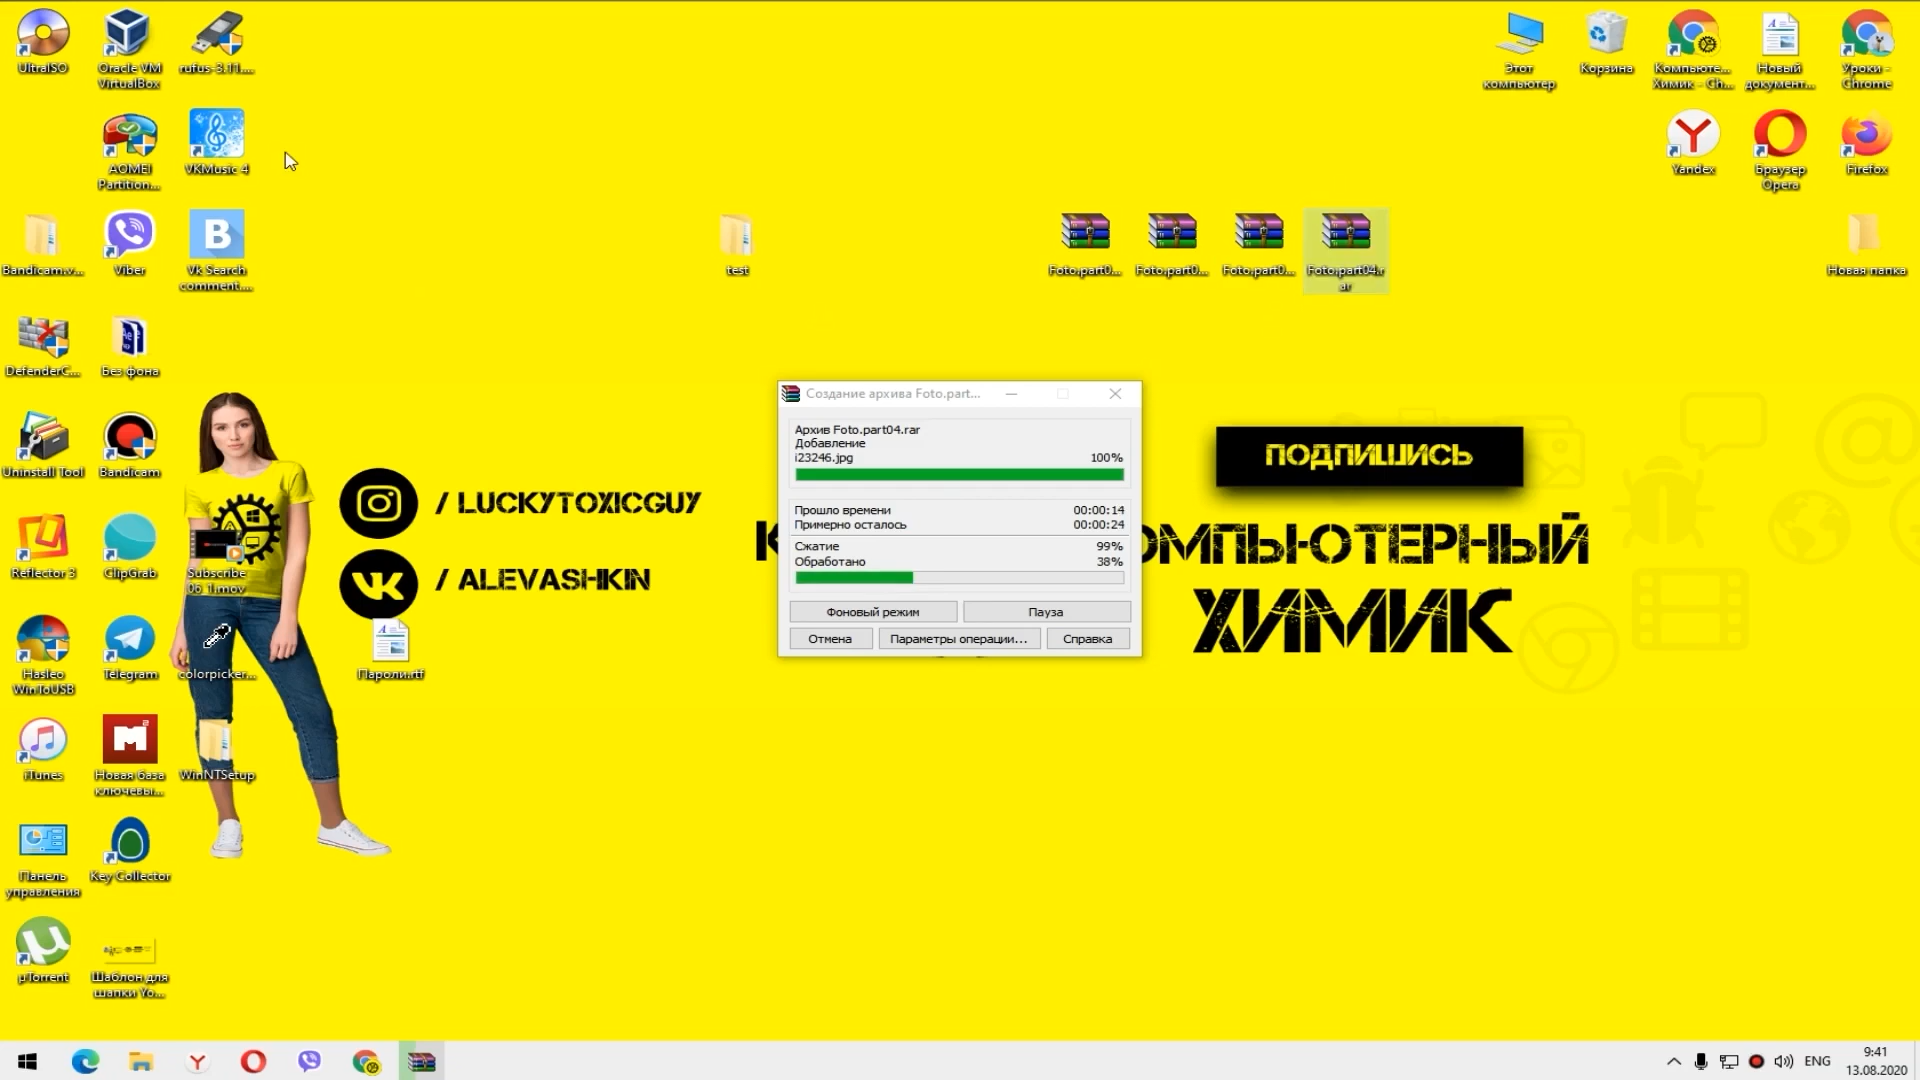 UltraISO
Oracle VM
VirtualBox
rufus-3.11....
Этот
компьютер
Корзина
Компьюте...
Химик - Ch...
Новый
документ...
Уроки -
Chrome
AOMEI
Partition...
VKMusic 4
Yandex
Браузер
Opera
Firefox
Bandicam.v...
Viber
Vk Search
comment....
test
Foto.part0...
Foto.part0...
Foto.part0...
Foto.part04.r
ar
Новая папка
DefenderC...
Без фона
Uninstall Tool
Bandicam
/ LUCKYTOXICGUY
/ ALEVASHKIN
ПОДПИШИСЬ
ОМПЬЮТЕРНЫЙ
ХИМИК
Создание архива Foto.part...
Архив Foto.part04.rar
Добавление
i23246.jpg 100%
Прошло времени 00:00:14
Примерно осталось 00:00:24
Сжатие 99%
Обработано 38%
Фоновый режим
Пауза
Отмена
Параметры операции...
Справка
Reflector 3
ClipGrab
Subscribe
06_1.mov
Hasleo
WinToUSB
Telegram
colorpicker...
Пароли.rtf
iTunes
Новая база
ключевы...
WinNTSetup
Панель
управления
Key Collector
µTorrent
Шаблон для
шапки Yo...
ENG
9:41
13.08.2020